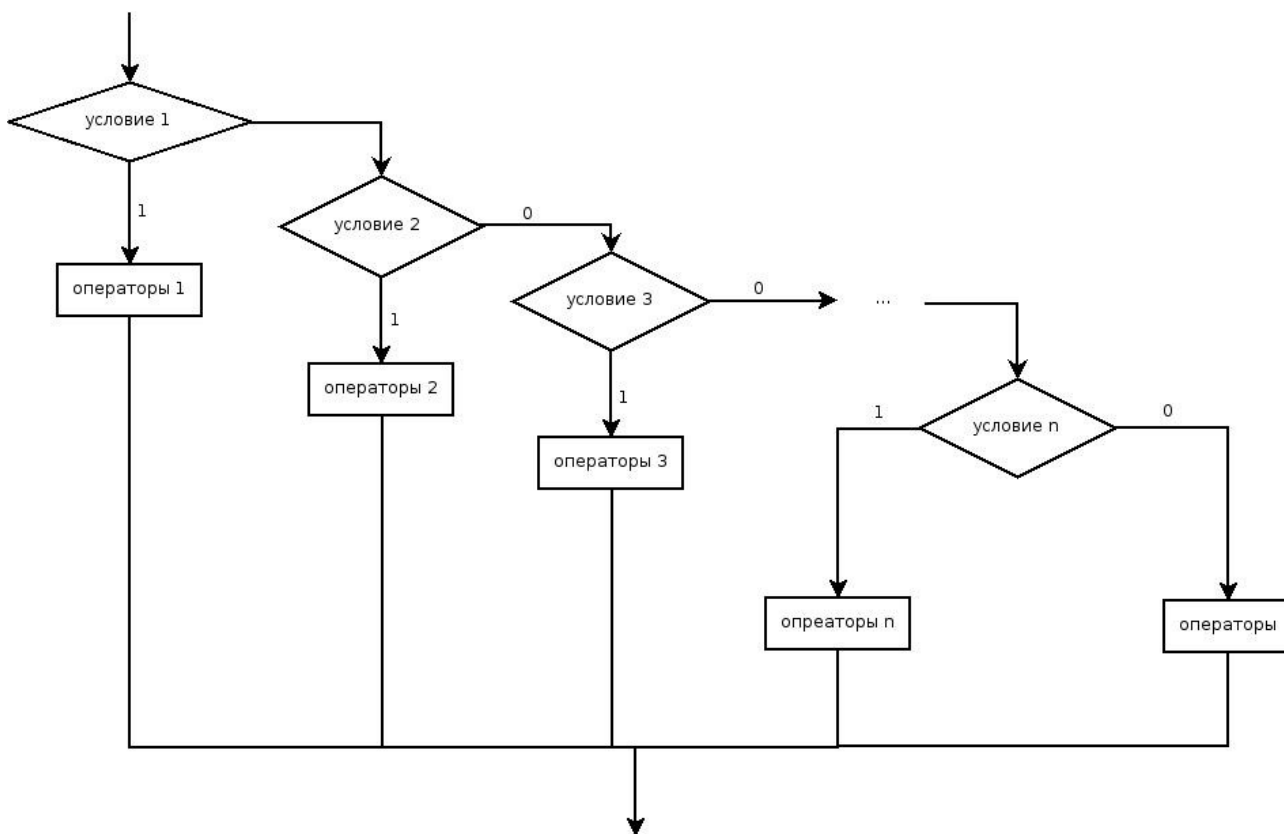 условие 1
1
условие 2
0
операторы 1
условие 3
0
...
1
операторы 2
1
1
условие n
0
операторы 3
опреаторы n
операторы